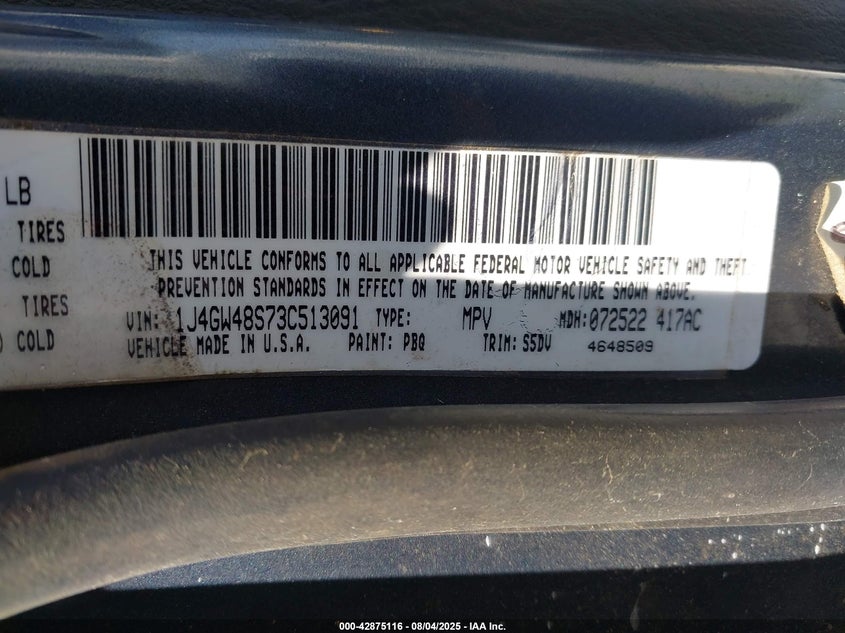 LB
TIRES
COLD
TIRES
COLD
THIS VEHICLE CONFORMS TO ALL APPLICABLE FEDERAL MOTOR VEHICLE SAFETY AND THEFT
PREVENTION STANDARDS IN EFFECT ON THE DATE OF MANUFACTURE SHOWN ABOVE.
VIN: 1J4GW48S73C513091 TYPE: MPV MDH: 072522 417AC
VEHICLE MADE IN U.S.A. PAINT: PBQ TRIM: S5DV 4648509
000-42875116 - 08/04/2025 - IAA Inc.